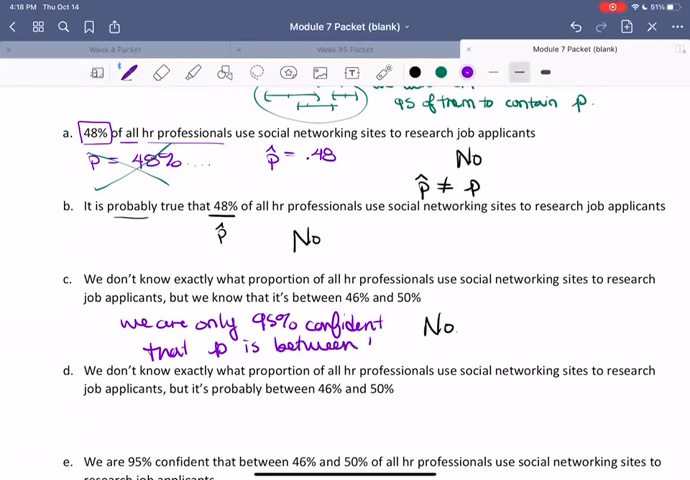 4:18 PM Thu Oct 14
51%
Module 7 Packet (blank)
Week 4 Packet
Week #5 Packet
Module 7 Packet (blank)
95 of them to contain p.
a. 48% of all hr professionals use social networking sites to research job applicants
p = 48% ....
p̂ = .48
No
p̂ ≠ p
b. It is probably true that 48% of all hr professionals use social networking sites to research job applicants
p̂
No
c. We don't know exactly what proportion of all hr professionals use social networking sites to research
job applicants, but we know that it's between 46% and 50%
we are only 95% confident
that p is between
No
d. We don't know exactly what proportion of all hr professionals use social networking sites to research
job applicants, but it's probably between 46% and 50%
e. We are 95% confident that between 46% and 50% of all hr professionals use social networking sites to
research job applicants